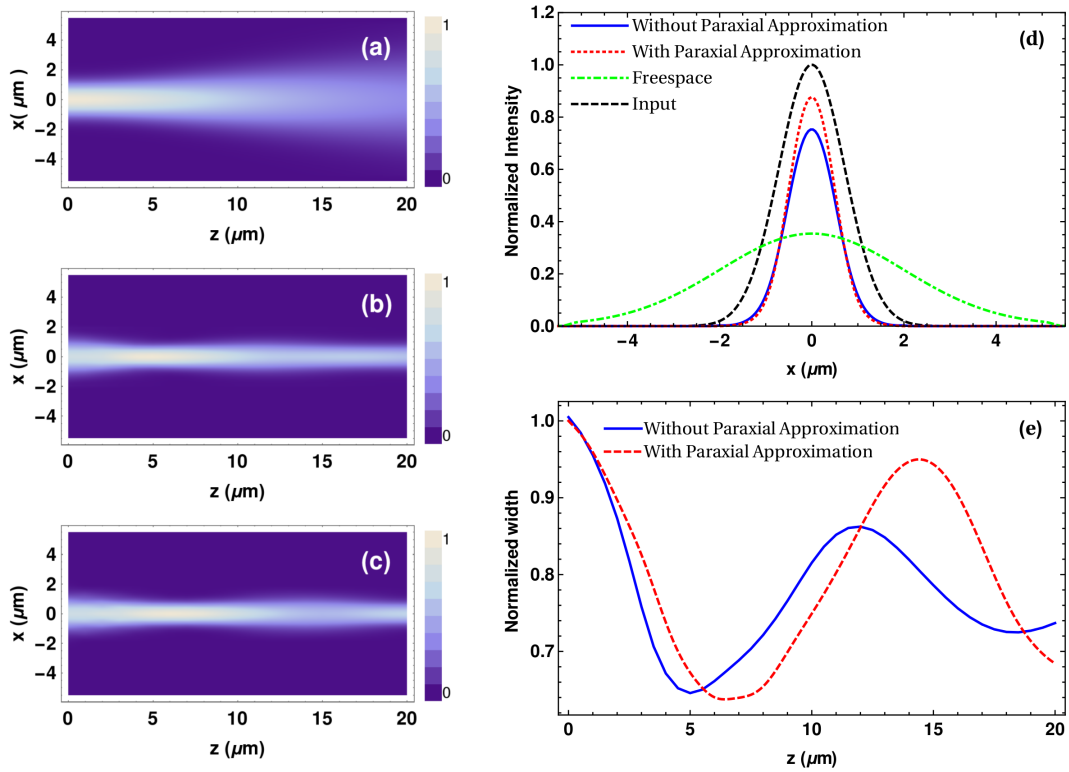 (a)
1
0
4
2
0
−2
−4
x( μm)
0 5 10 15 20
z (μm)
(b)
1
0
4
2
0
−2
−4
x (μm)
0 5 10 15 20
z (μm)
(c)
1
0
4
2
0
−2
−4
x (μm)
0 5 10 15 20
z (μm)
(d)
Without Paraxial Approximation
With Paraxial Approximation
Freespace
Input
1.2
1.0
0.8
0.6
0.4
0.2
0.0
Normalized Intensity
−4 −2 0 2 4
x (μm)
(e)
Without Paraxial Approximation
With Paraxial Approximation
1.0
0.9
0.8
0.7
Normalized width
0 5 10 15 20
z (μm)